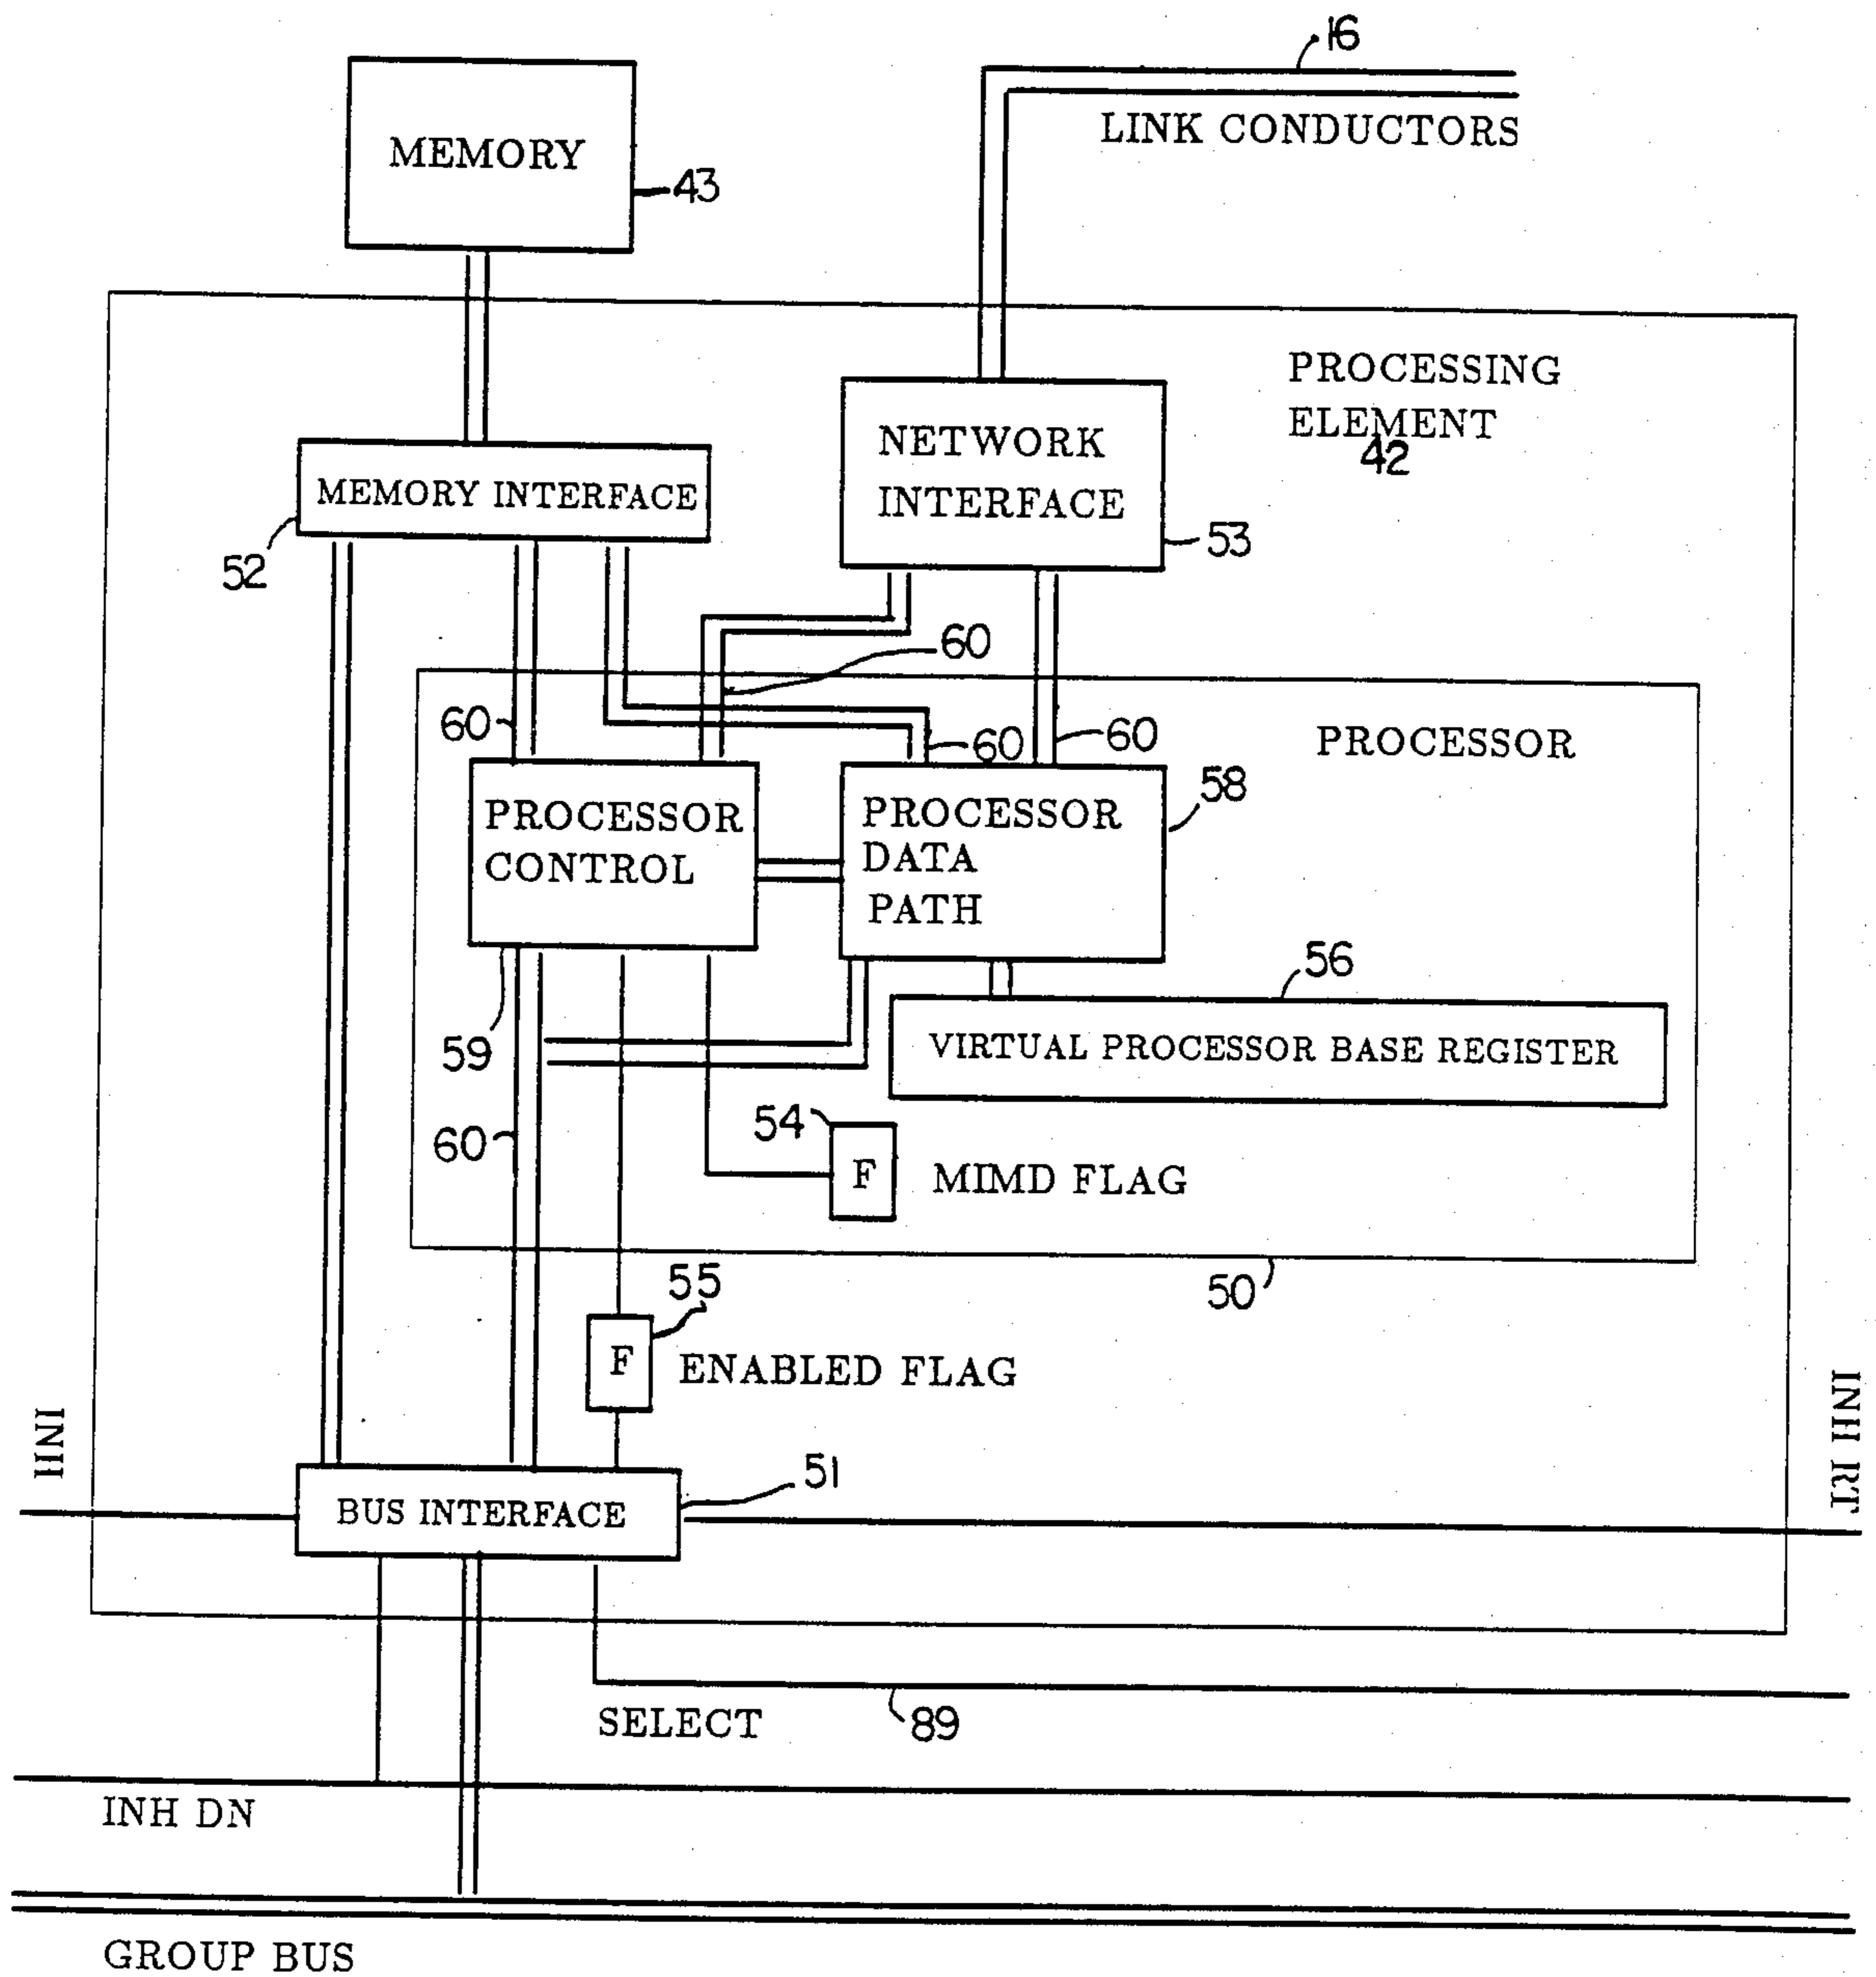 16
LINK CONDUCTORS
MEMORY
43
PROCESSING
ELEMENT
42
NETWORK
INTERFACE
53
MEMORY INTERFACE
52
60
60
60
60
PROCESSOR
58
PROCESSOR
CONTROL
PROCESSOR
DATA
PATH
59
56
VIRTUAL PROCESSOR BASE REGISTER
60
54
F
MIMD FLAG
50
55
F
ENABLED FLAG
INH
INH RT
51
BUS INTERFACE
SELECT
89
INH DN
GROUP BUS